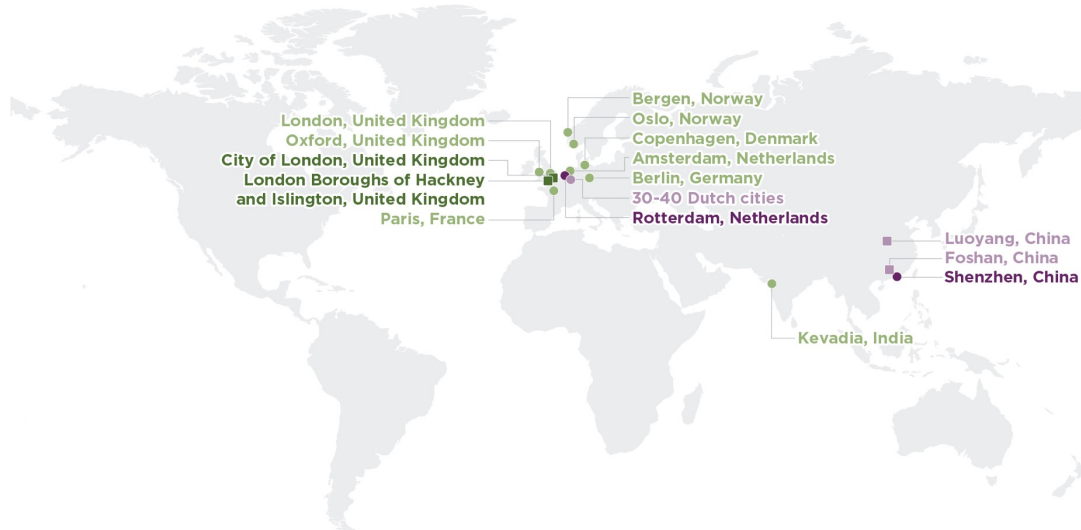 London, United Kingdom
Oxford, United Kingdom
City of London, United Kingdom
London Boroughs of Hackney
and Islington, United Kingdom
Paris, France
Bergen, Norway
Oslo, Norway
Copenhagen, Denmark
Amsterdam, Netherlands
Berlin, Germany
30-40 Dutch cities
Rotterdam, Netherlands
Luoyang, China
Foshan, China
Shenzhen, China
Kevadia, India